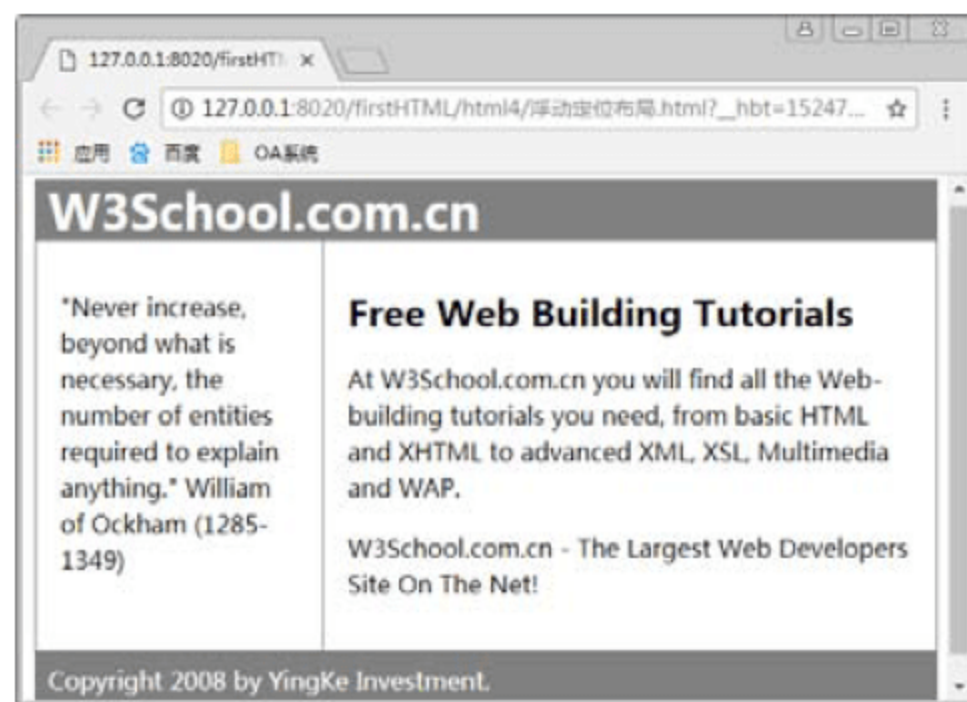 127.0.0.1:8020/firstHT
127.0.0.1:8020/firstHTML/html4/浮动定位布局.html?__hbt=15247...
应用 百度 OA系统
W3School.com.cn
"Never increase,
beyond what is
necessary, the
number of entities
required to explain
anything." William
of Ockham (1285-
1349)
Free Web Building Tutorials
At W3School.com.cn you will find all the Web-
building tutorials you need, from basic HTML
and XHTML to advanced XML, XSL, Multimedia
and WAP.
W3School.com.cn - The Largest Web Developers
Site On The Net!
Copyright 2008 by YingKe Investment.